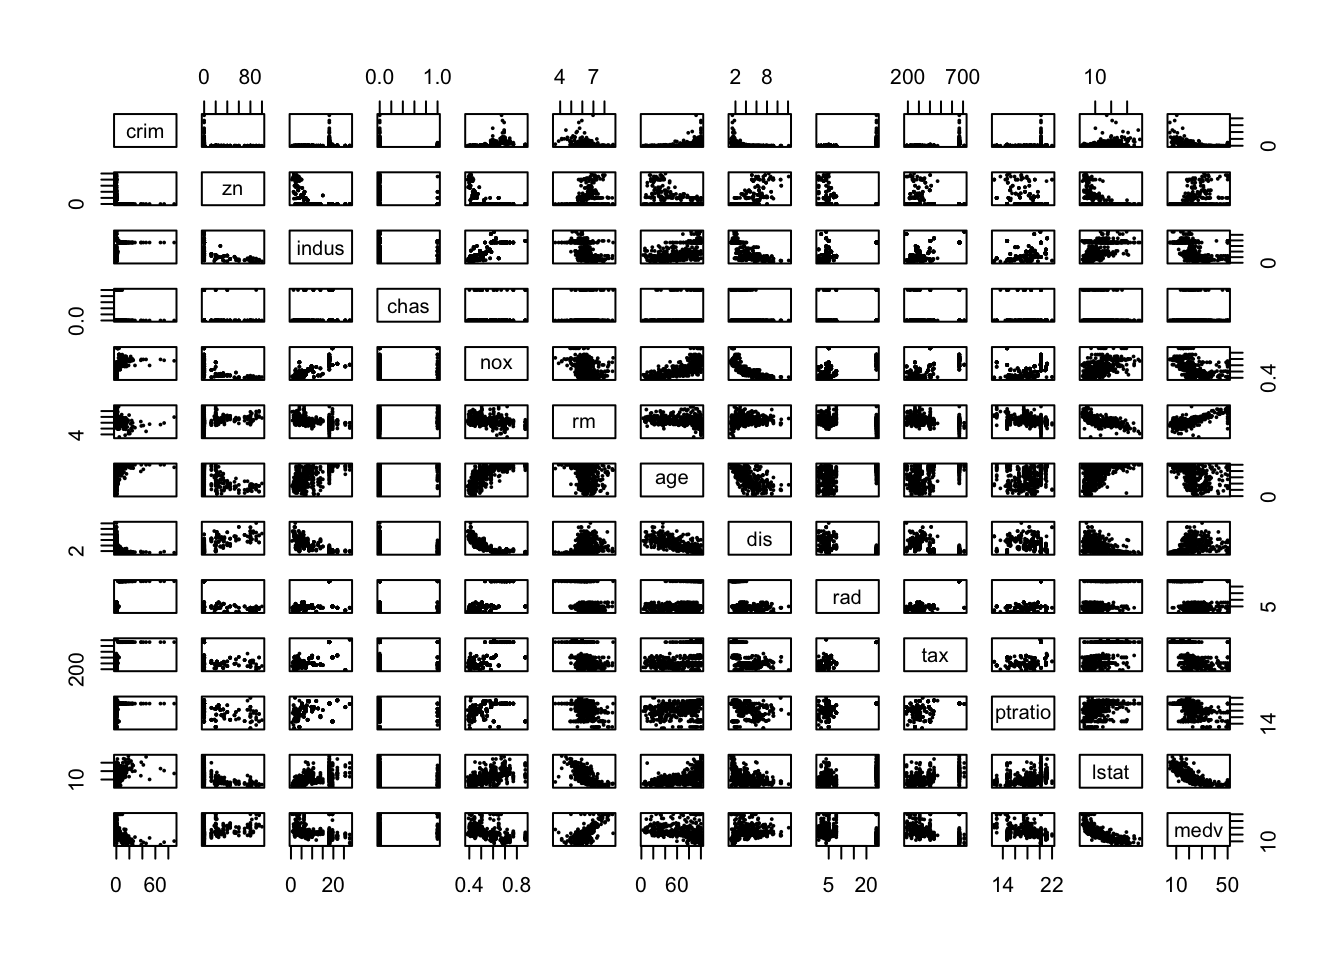 0 80 0.0 1.0 4 7 2 8 200 700 10
crim 0
0 zn
indus 0
0.0 chas
nox 0.4
4 rm
age 0
2 dis
rad 5
200 tax
ptratio 14
10 lstat
medv 10
0 60 0 20 0.4 0.8 0 60 5 20 14 22 10 50